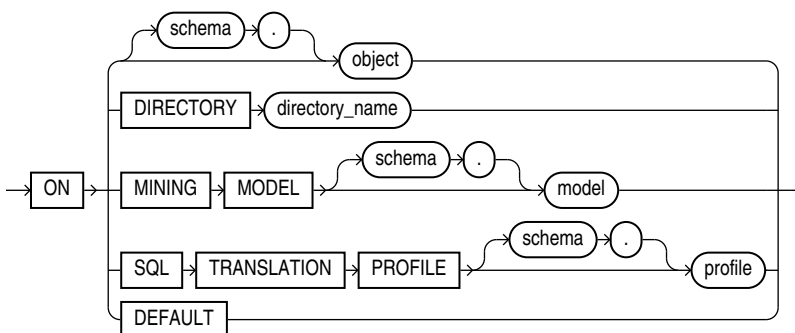 schema .
object
DIRECTORY directory_name
schema .
ON MINING MODEL model
schema .
SQL TRANSLATION PROFILE profile
DEFAULT